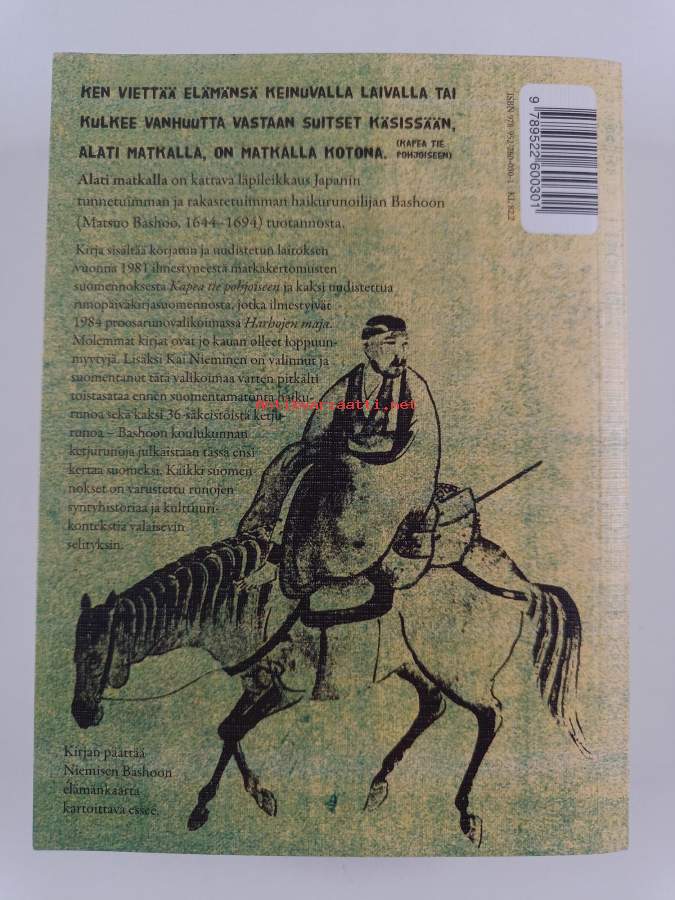 KEN VIETTÄÄ ELÄMÄNSÄ KEINUVALLA LAIVALLA TAI
KULKEE VANHUUTTA VASTAAN SUITSET KÄSISSÄÄN,
ALATI MATKALLA, ON MATKALLA KOTONA. (KAPEA TIE POHJOISEEN)
Alati matkalla on kattava läpileikkaus Japanin
tunnetuimman ja rakastetuimman haikurunoilijan Bashoon
(Matsuo Bashoo, 1644–1694) tuotannosta.
Kirja sisältää korjatun ja uudistetun laitoksen
vuonna 1981 ilmestyneestä matkakertomusten
suomennoksesta Kapea tie pohjoiseen ja kaksi uudistettua
runopäiväkirjasuomennosta, jotka ilmestyivät
1984 proosarunovalikoimassa Harhojen maja.
Molemmat kirjat ovat jo kauan olleet loppuun-
myytyjä. Lisäksi Kai Nieminen on valinnut ja
suomentanut tätä valikoimaa varten pitkälti
toistasataa ennen suomentamatonta haiku-
runoa sekä kaksi 36-säkeistöistä ketju-
runoa – Bashoon koulukunnan
ketjurunoja julkaistaan tässä ensi
kertaa suomeksi. Kaikki suomen-
nokset on varustettu runojen
syntyhistoriaa ja kulttuuri-
kontekstia valaisevin
selityksin.
Kirjan päättää
Niemisen Bashoon
elämänkaarta
kartoittava essee.
9 789522 600301
Antikvariaatti.net